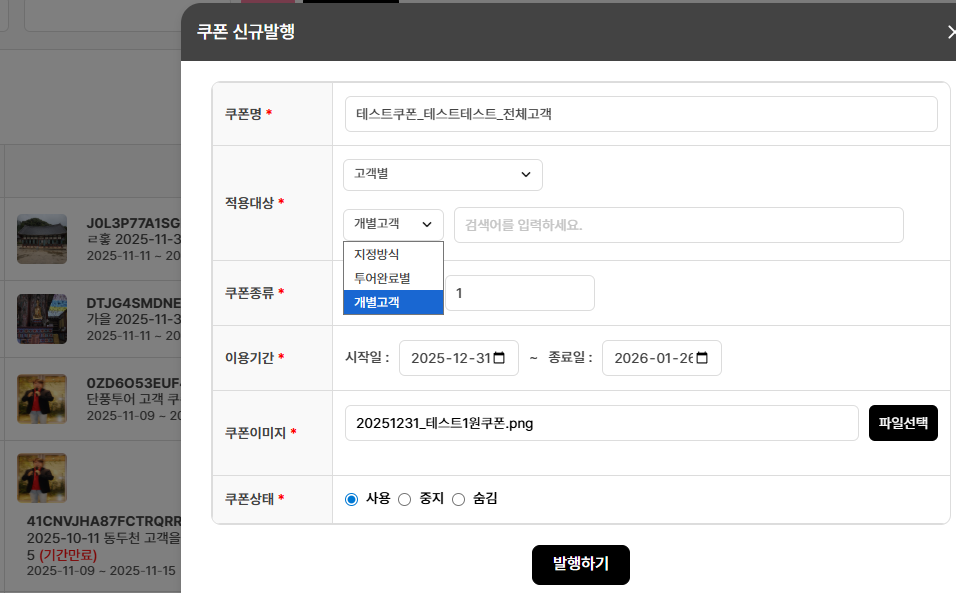 쿠폰 신규발행
쿠폰명 *
테스트쿠폰_테스트테스트_전체고객
적용대상 *
고객별
개별고객
검색어를 입력하세요.
지정방식
투어완료별
개별고객
쿠폰종류 *
1
이용기간 *
시작일 : 2025-12-31 ~ 종료일 : 2026-01-26
쿠폰이미지 *
20251231_테스트1원쿠폰.png
파일선택
쿠폰상태 *
사용 중지 숨김
발행하기
J0L3P77A1SG
ㄹ홓 2025-11-3
2025-11-11 ~ 20
DTJG4SMDNE
가을 2025-11-3
2025-11-11 ~ 20
0ZD6O53EUF
단풍투어 고객 쿠
2025-11-09 ~ 20
41CNVJHA87FCTRQRR
2025-10-11 동두천 고객을
5 (기간만료)
2025-11-09 ~ 2025-11-15